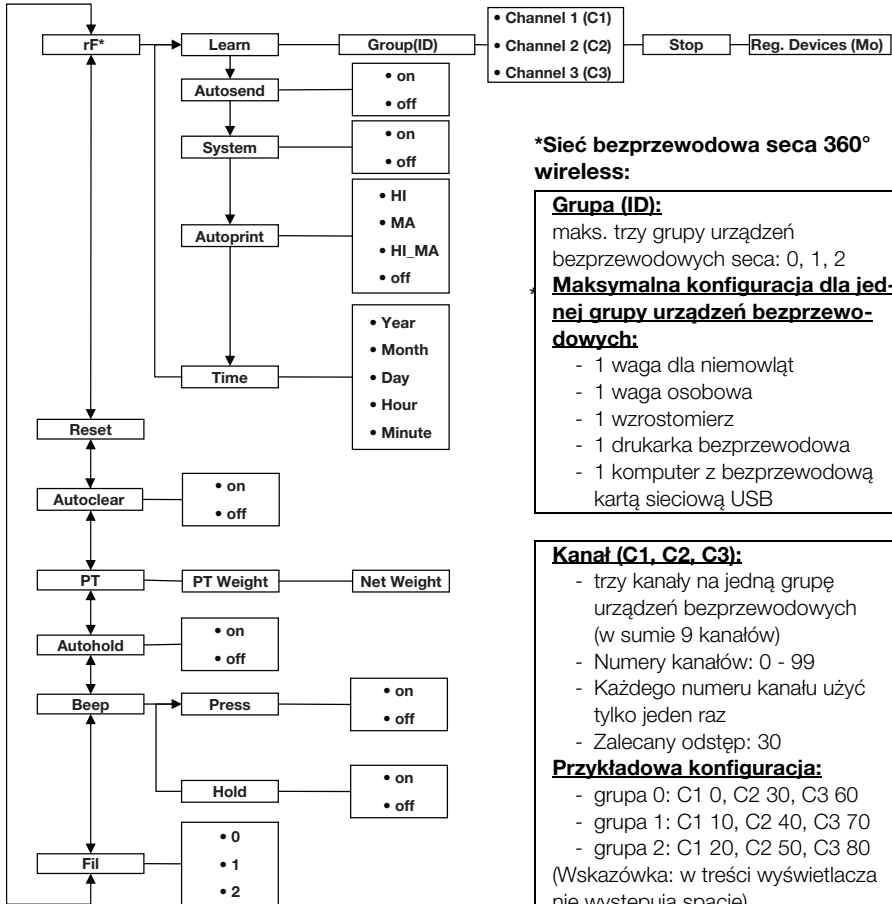 rF*
Learn
Group(ID)
• Channel 1 (C1)
• Channel 2 (C2)
• Channel 3 (C3)
Stop
Reg. Devices (Mo)
Autosend
• on
• off
System
• on
• off
Autoprint
• HI
• MA
• HI_MA
• off
Time
• Year
• Month
• Day
• Hour
• Minute
Reset
Autoclear
• on
• off
PT
PT Weight
Net Weight
Autohold
• on
• off
Beep
Press
• on
• off
Hold
• on
• off
Fil
• 0
• 1
• 2
*Sieć bezprzewodowa seca 360°
wireless:
Grupa (ID):
maks. trzy grupy urządzeń
bezprzewodowych seca: 0, 1, 2
* Maksymalna konfiguracja dla jed-
nej grupy urządzeń bezprzewo-
dowych:
- 1 waga dla niemowląt
- 1 waga osobowa
- 1 wzrostomierz
- 1 drukarka bezprzewodowa
- 1 komputer z bezprzewodową
kartą sieciową USB
Kanał (C1, C2, C3):
- trzy kanały na jedną grupę
urządzeń bezprzewodowych
(w sumie 9 kanałów)
- Numery kanałów: 0 - 99
- Każdego numeru kanału użyć
tylko jeden raz
- Zalecany odstęp: 30
Przykładowa konfiguracja:
- grupa 0: C1 0, C2 30, C3 60
- grupa 1: C1 10, C2 40, C3 70
- grupa 2: C1 20, C2 50, C3 80
(Wskazówka: w treści wyświetlacza
nie występują spacje)